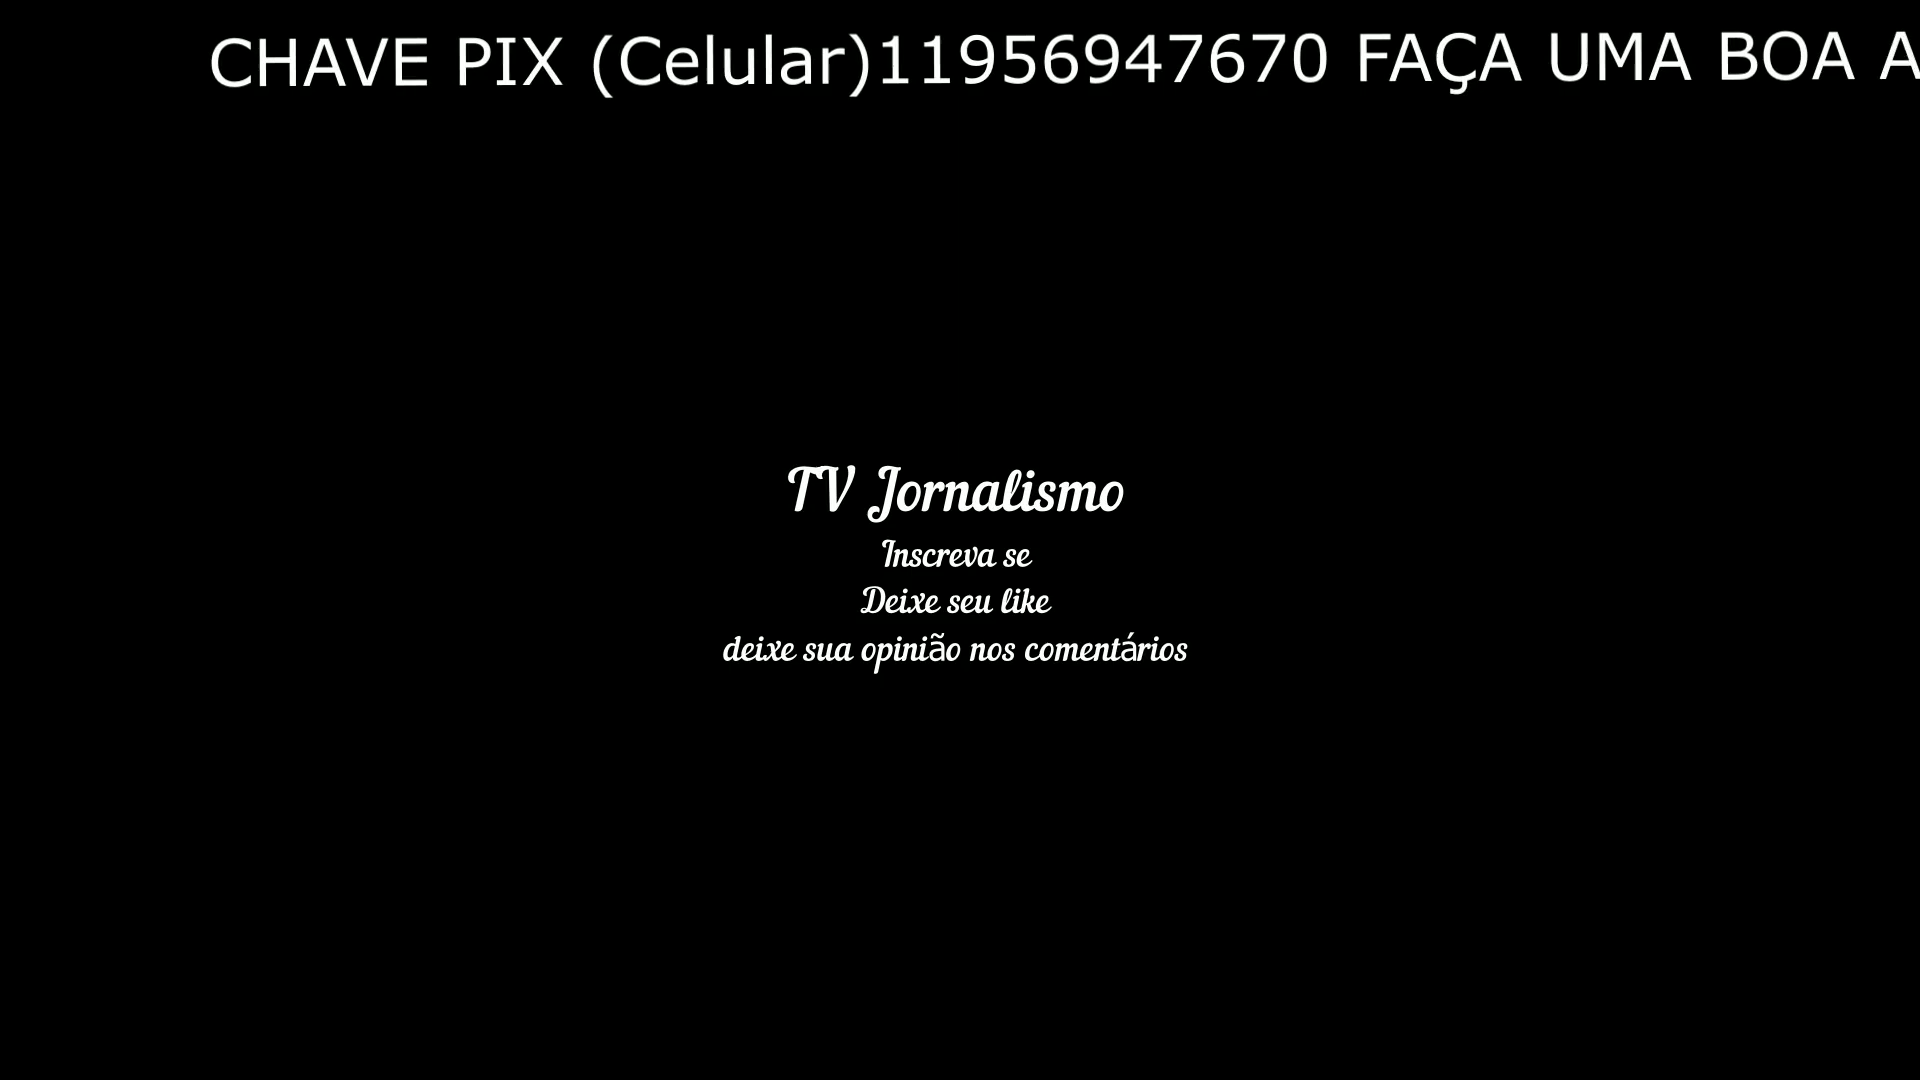 CHAVE PIX (Celular)11956947670 FAÇA UMA BOA A
TV Jornalismo
Inscreva se
Deixe seu like
deixe sua opinião nos comentários